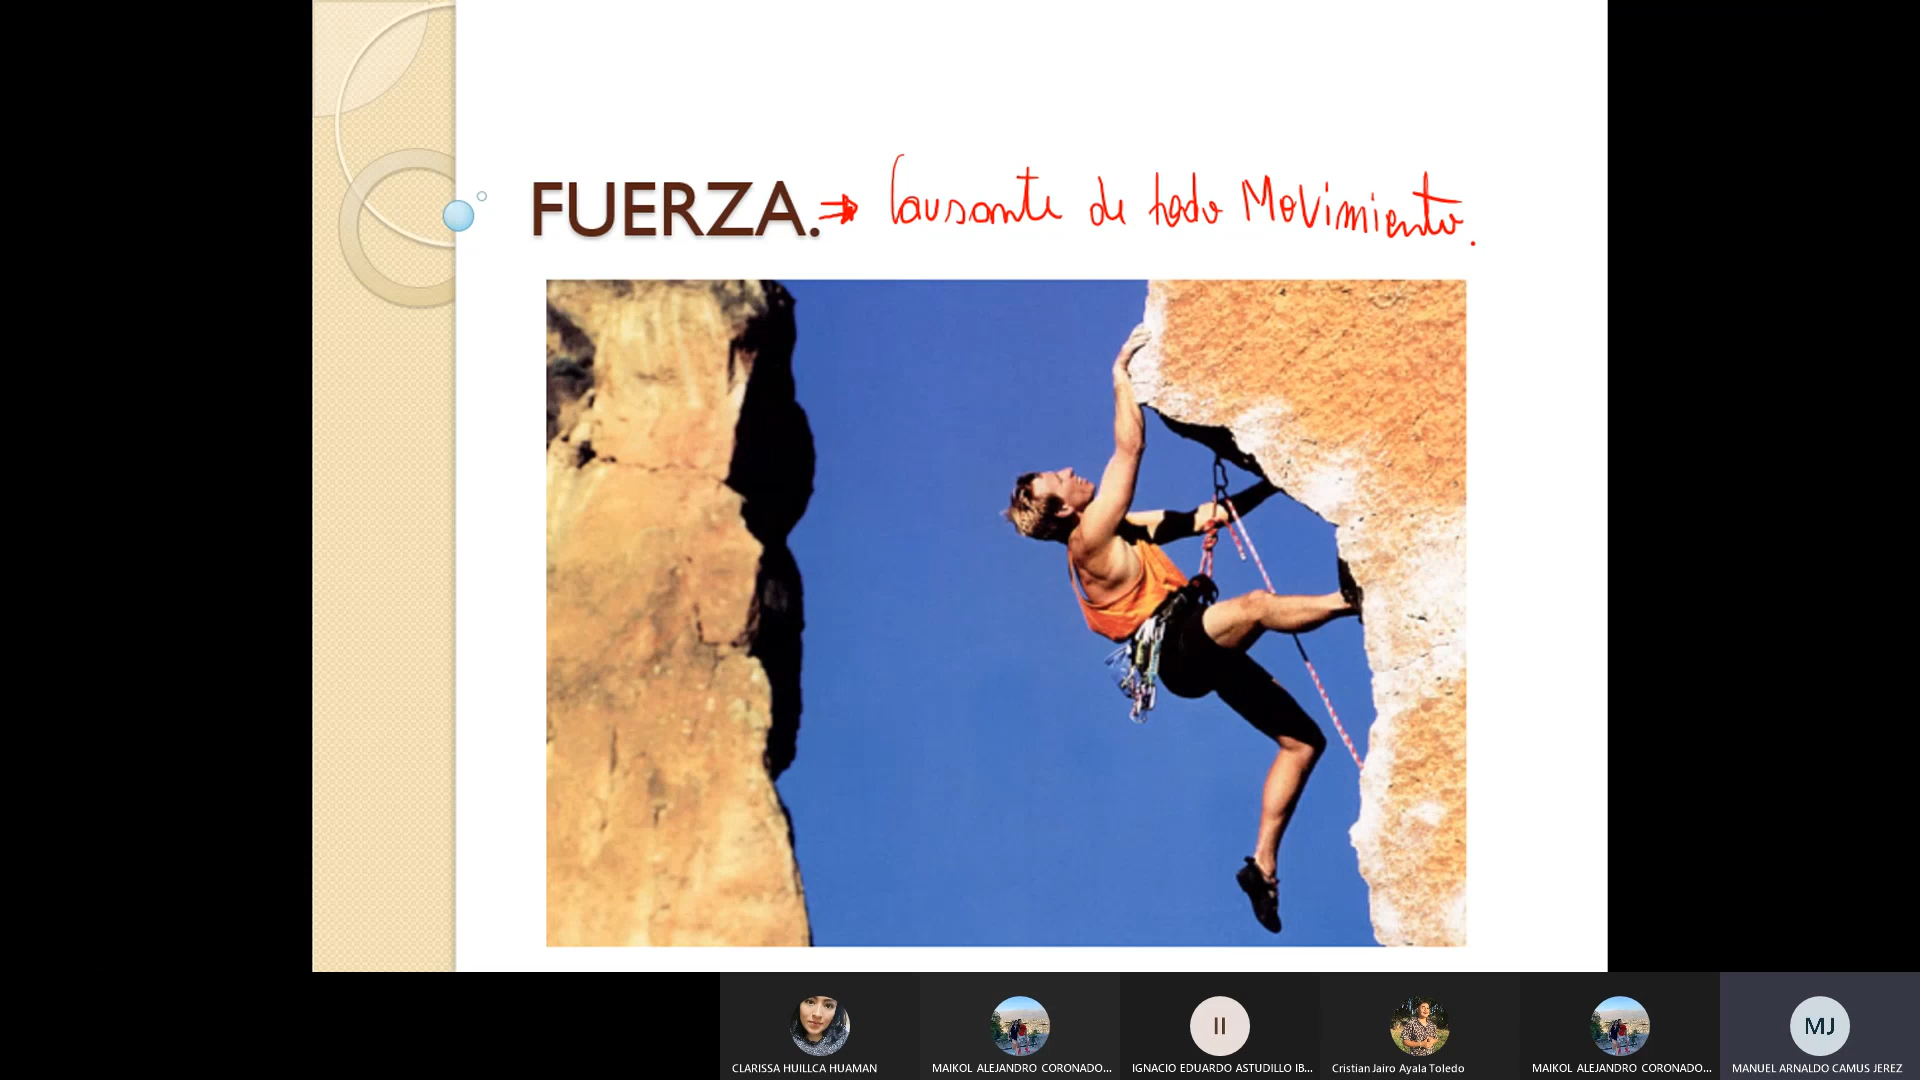 FUERZA. ⇒ Causante de todo Movimiento.
II
MJ
CLARISSA HUILLCA HUAMAN
MAIKOL ALEJANDRO CORONADO...
IGNACIO EDUARDO ASTUDILLO IB...
Cristian Jairo Ayala Toledo
MAIKOL ALEJANDRO CORONADO...
MANUEL ARNALDO CAMUS JEREZ